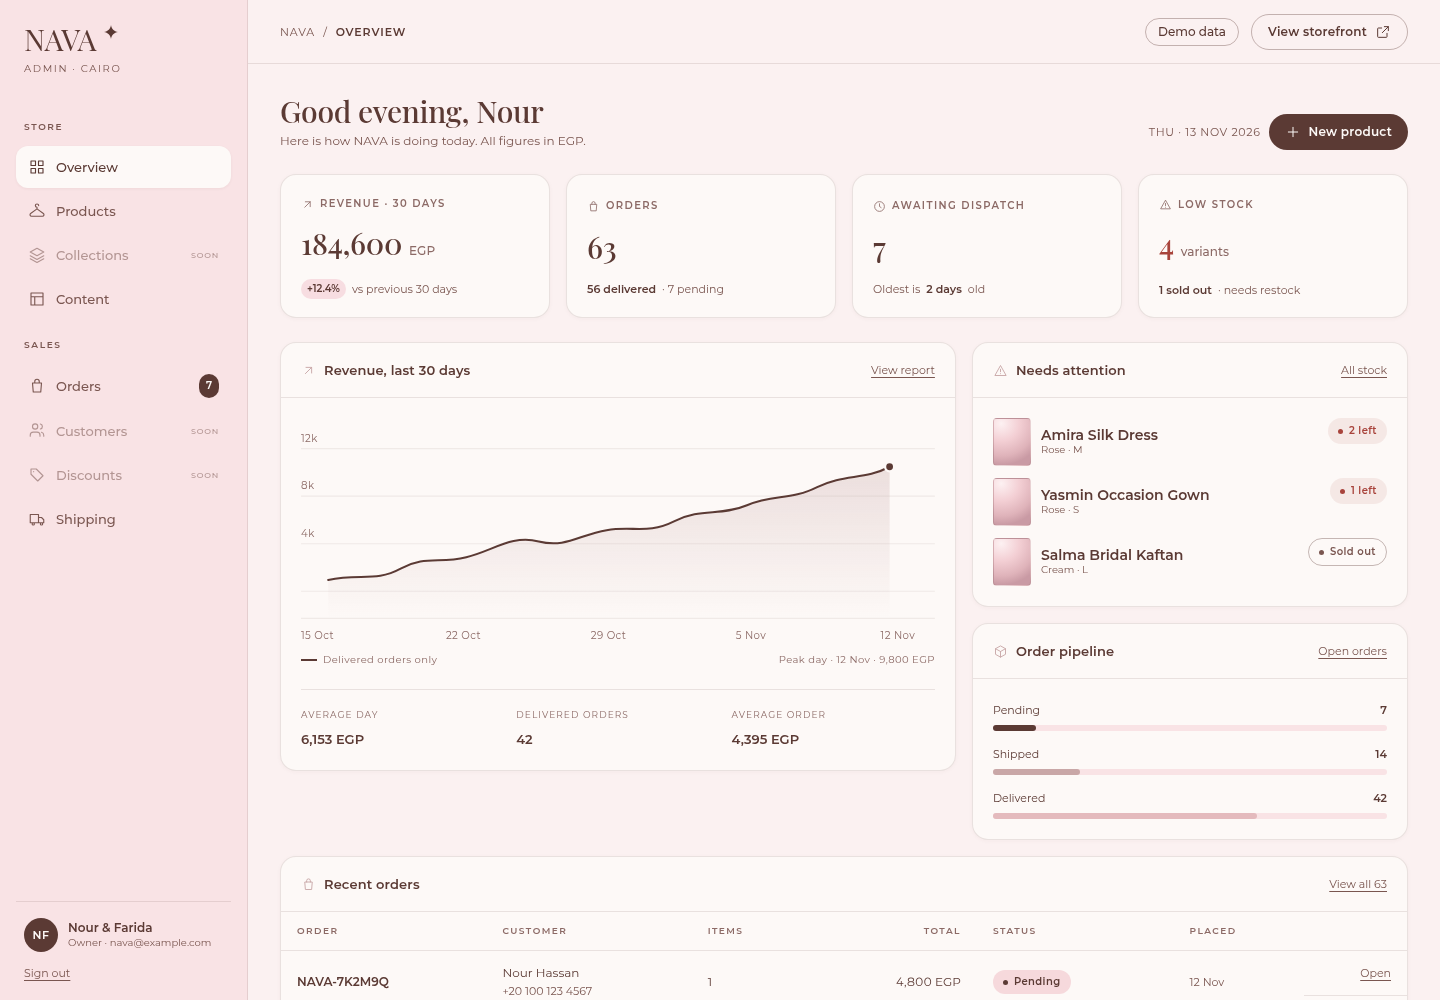 NAVA
ADMIN · CAIRO
STORE
Overview
Products
Collections SOON
Content
SALES
Orders 7
Customers SOON
Discounts SOON
Shipping
NF
Nour & Farida
Owner · nava@example.com
Sign out
NAVA / OVERVIEW
Demo data
View storefront
Good evening, Nour
Here is how NAVA is doing today. All figures in EGP.
THU · 13 NOV 2026
New product
REVENUE · 30 DAYS
184,600 EGP
+12.4% vs previous 30 days
ORDERS
63
56 delivered · 7 pending
AWAITING DISPATCH
7
Oldest is 2 days old
LOW STOCK
4 variants
1 sold out · needs restock
Revenue, last 30 days
View report
12k
8k
4k
15 Oct 22 Oct 29 Oct 5 Nov 12 Nov
Delivered orders only
Peak day · 12 Nov · 9,800 EGP
AVERAGE DAY
6,153 EGP
DELIVERED ORDERS
42
AVERAGE ORDER
4,395 EGP
Needs attention
All stock
Amira Silk Dress
Rose · M
2 left
Yasmin Occasion Gown
Rose · S
1 left
Salma Bridal Kaftan
Cream · L
Sold out
Order pipeline
Open orders
Pending 7
Shipped 14
Delivered 42
Recent orders
View all 63
ORDER CUSTOMER ITEMS TOTAL STATUS PLACED
NAVA-7K2M9Q
Nour Hassan
+20 100 123 4567
1
4,800 EGP
Pending
12 Nov
Open